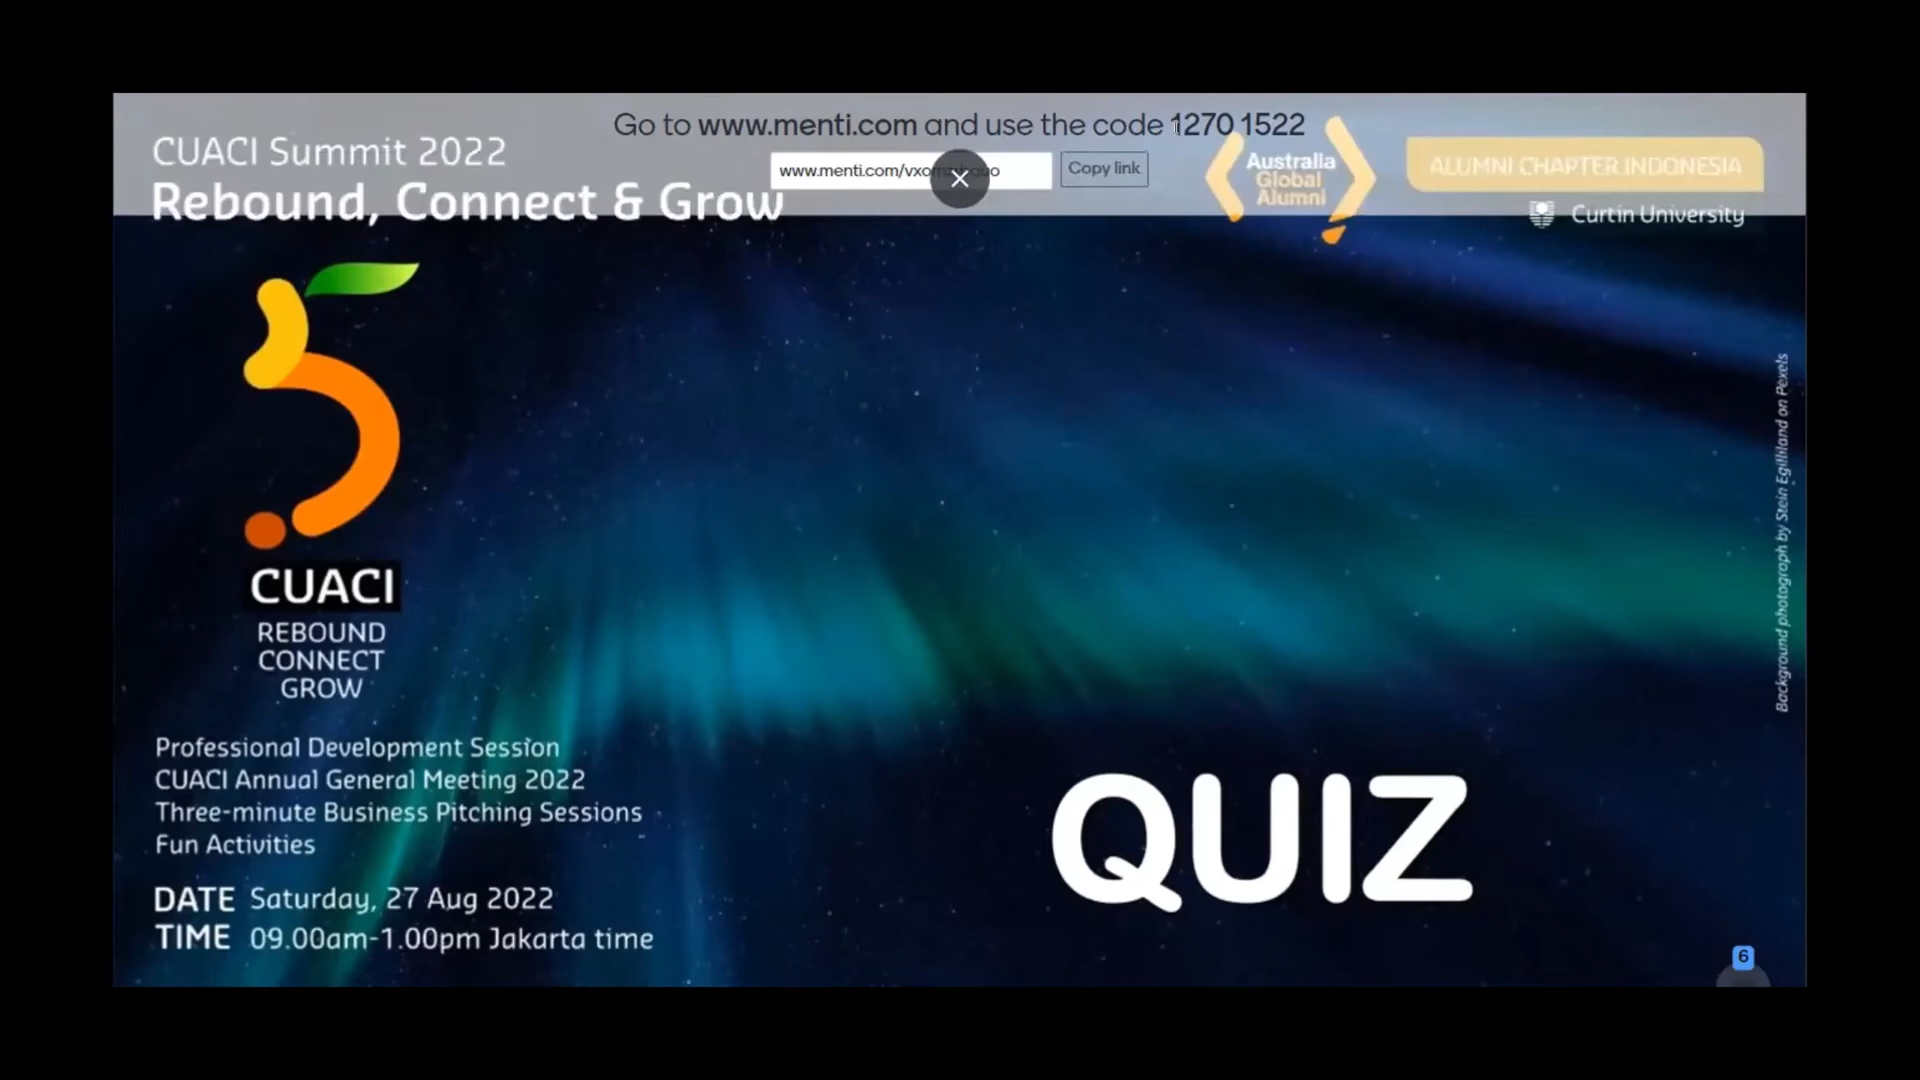 Go to www.menti.com and use the code 1270 1522
Copy link
CUACI Summit 2022
Rebound, Connect & Grow
Australia
Global
Alumni
ALUMNI CHAPTER INDONESIA
Curtin University
CUACI
REBOUND
CONNECT
GROW
Background photograph by Stein Egilliland on Pexels
Professional Development Session
CUACI Annual General Meeting 2022
Three-minute Business Pitching Sessions
Fun Activities
DATE Saturday, 27 Aug 2022
TIME 09.00am-1.00pm Jakarta time
QUIZ
6